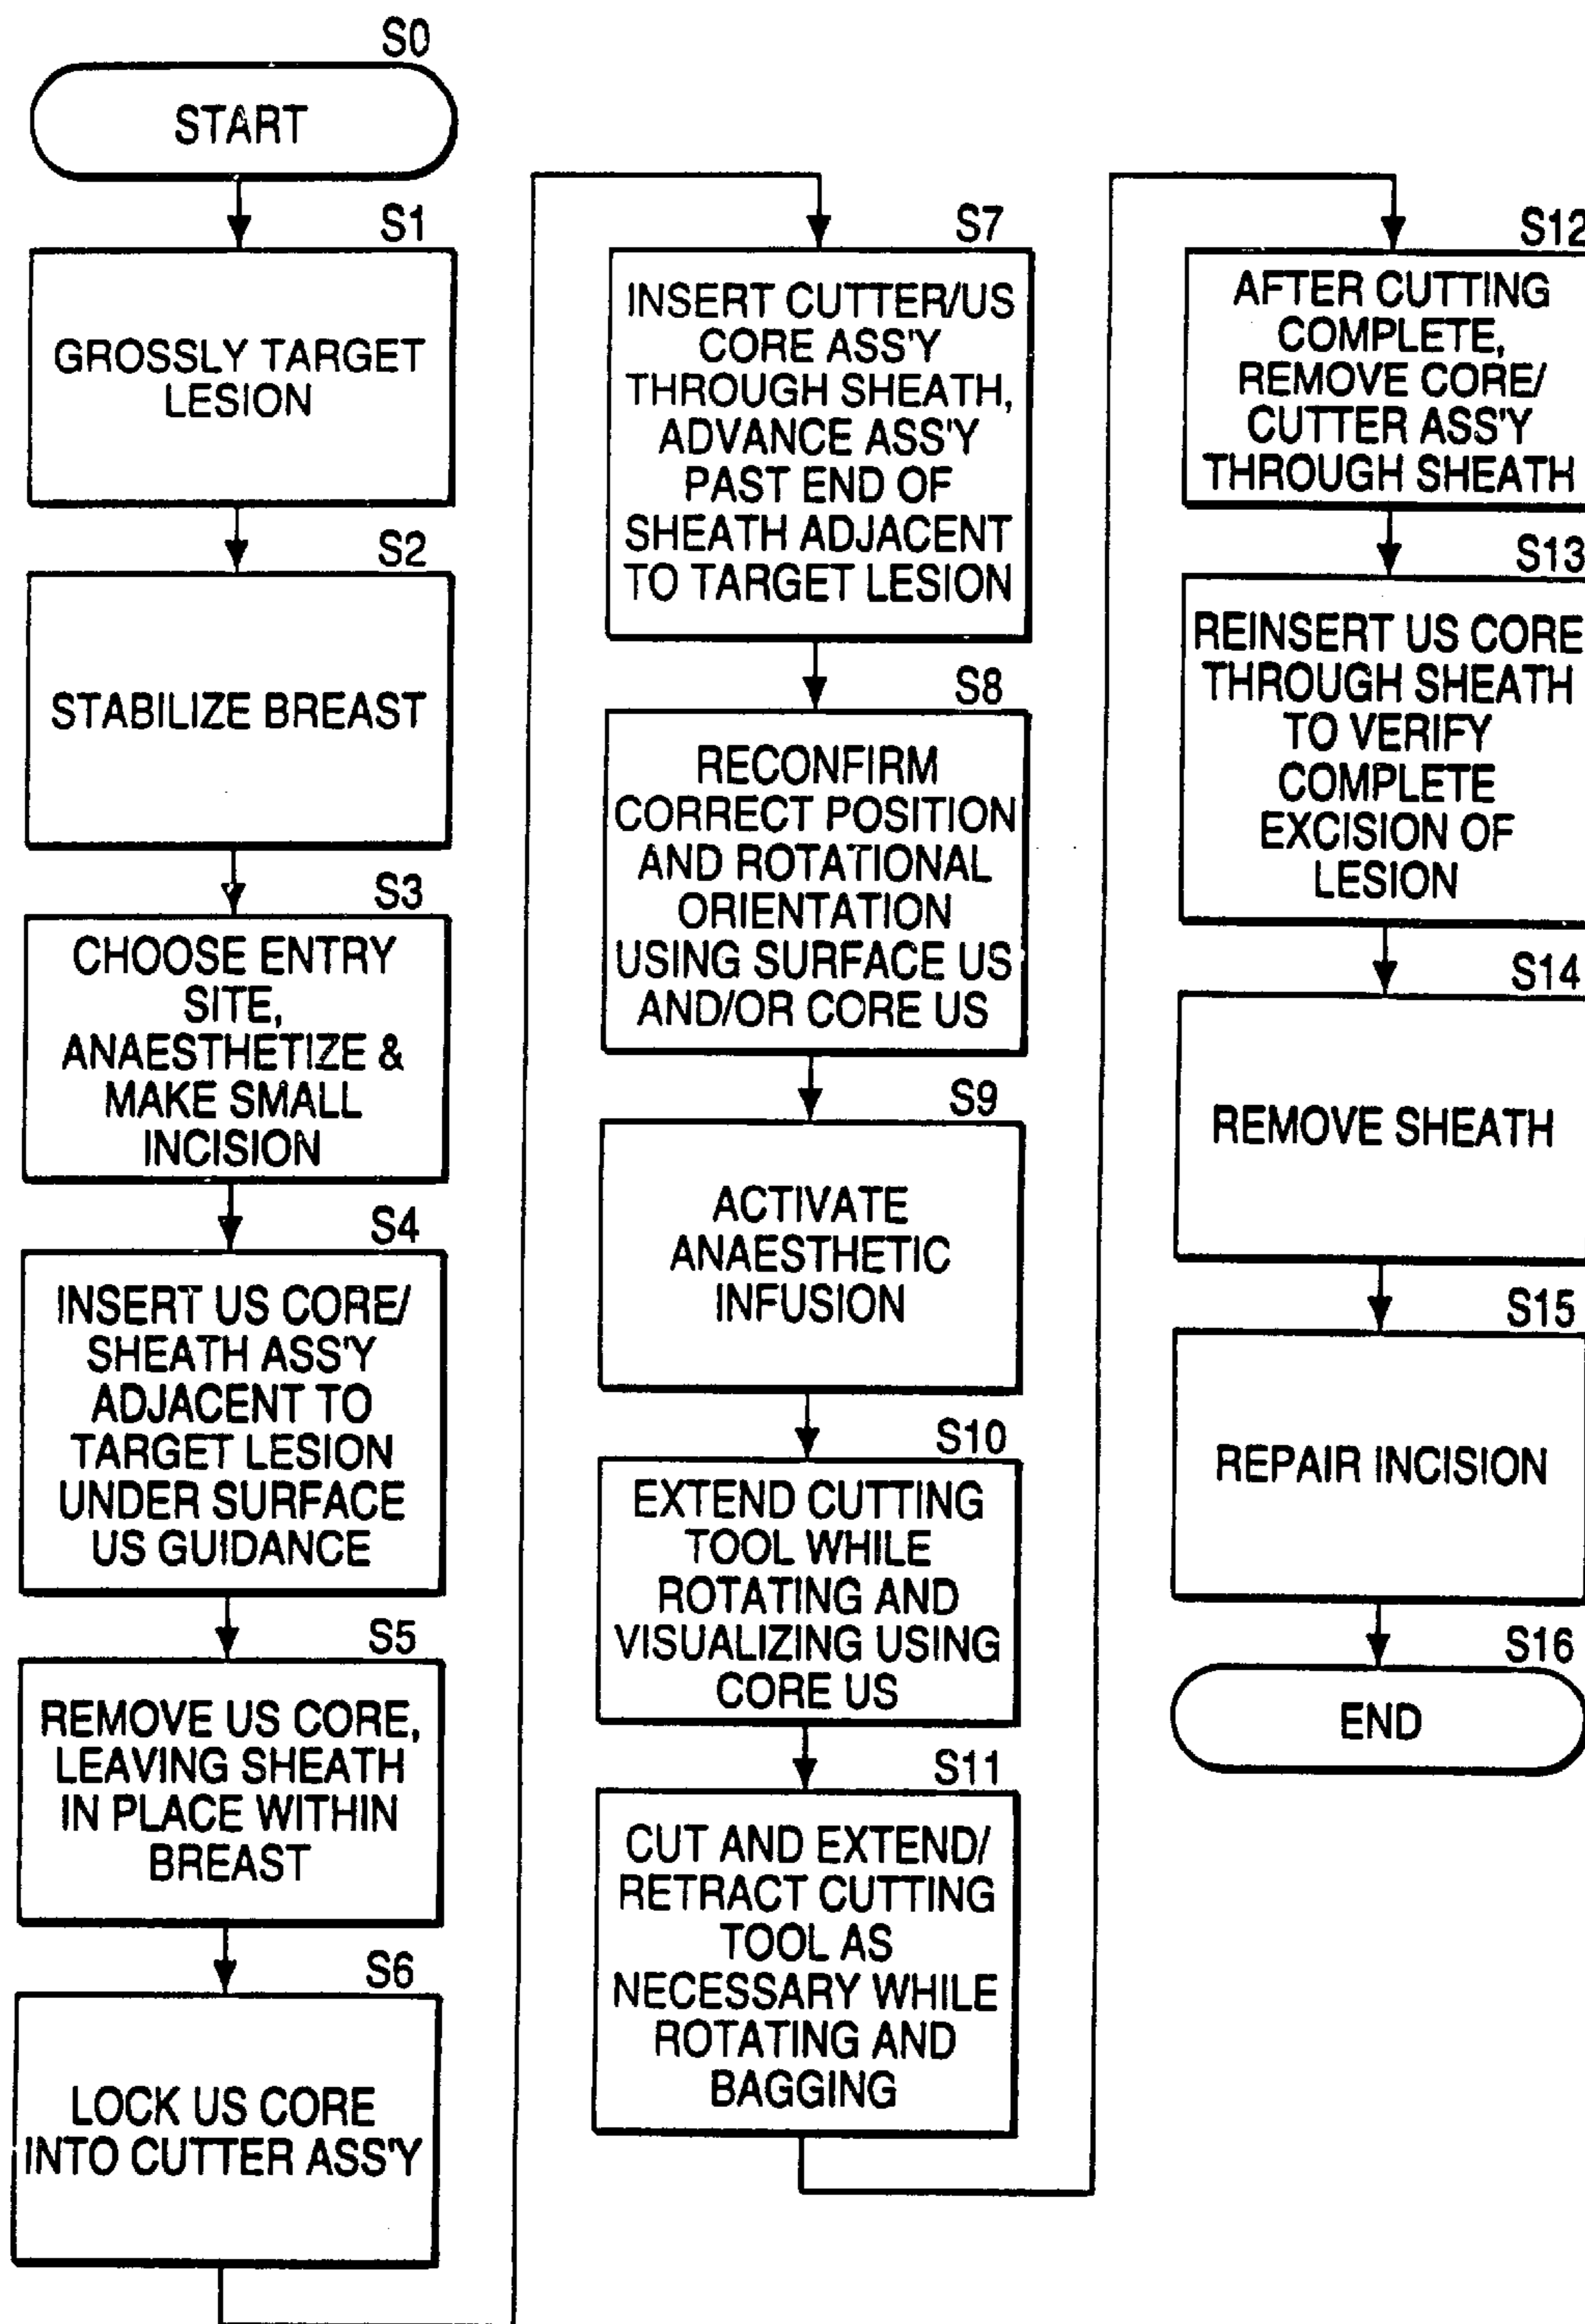 S0
START
S1
GROSSLY TARGET
LESION
S2
STABILIZE BREAST
S3
CHOOSE ENTRY
SITE,
ANAESTHETIZE &
MAKE SMALL
INCISION
S4
INSERT US CORE/
SHEATH ASS'Y
ADJACENT TO
TARGET LESION
UNDER SURFACE
US GUIDANCE
S5
REMOVE US CORE,
LEAVING SHEATH
IN PLACE WITHIN
BREAST
S6
LOCK US CORE
INTO CUTTER ASS'Y
S7
INSERT CUTTER/US
CORE ASS'Y
THROUGH SHEATH,
ADVANCE ASS'Y
PAST END OF
SHEATH ADJACENT
TO TARGET LESION
S8
RECONFIRM
CORRECT POSITION
AND ROTATIONAL
ORIENTATION
USING SURFACE US
AND/OR CORE US
S9
ACTIVATE
ANAESTHETIC
INFUSION
S10
EXTEND CUTTING
TOOL WHILE
ROTATING AND
VISUALIZING USING
CORE US
S11
CUT AND EXTEND/
RETRACT CUTTING
TOOL AS
NECESSARY WHILE
ROTATING AND
BAGGING
S12
AFTER CUTTING
COMPLETE,
REMOVE CORE/
CUTTER ASS'Y
THROUGH SHEATH
S13
REINSERT US CORE
THROUGH SHEATH
TO VERIFY
COMPLETE
EXCISION OF
LESION
S14
REMOVE SHEATH
S15
REPAIR INCISION
S16
END